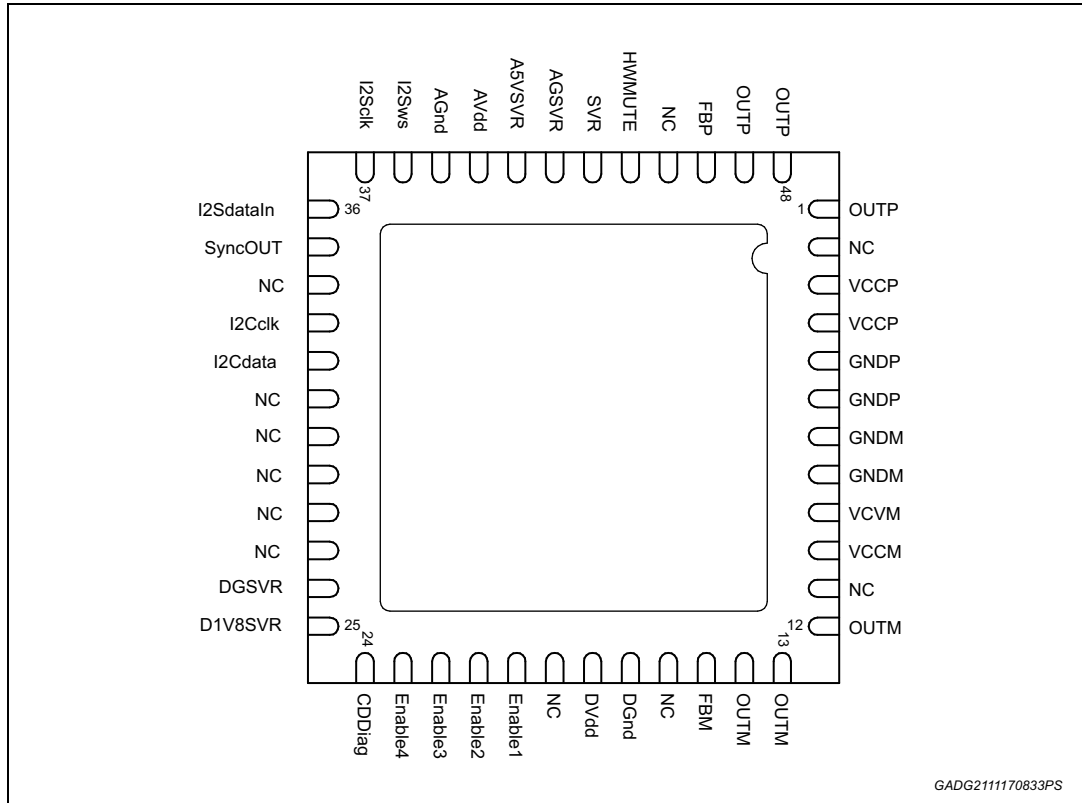 I2Sclk
I2Sws
AGnd
AVdd
A5VSVR
AGSVR
SVR
HWMUTE
NC
FBP
OUTP
OUTP
37
48
I2SdataIn
36
1
OUTP
SyncOUT
NC
NC
VCCP
I2Cclk
VCCP
I2Cdata
GNDP
NC
GNDP
NC
GNDM
NC
GNDM
NC
VCVM
NC
VCCM
DGSVR
NC
D1V8SVR
25
12
OUTM
24
13
CDDiag
Enable4
Enable3
Enable2
Enable1
NC
DVdd
DGnd
NC
FBM
OUTM
OUTM
GADG2111170833PS